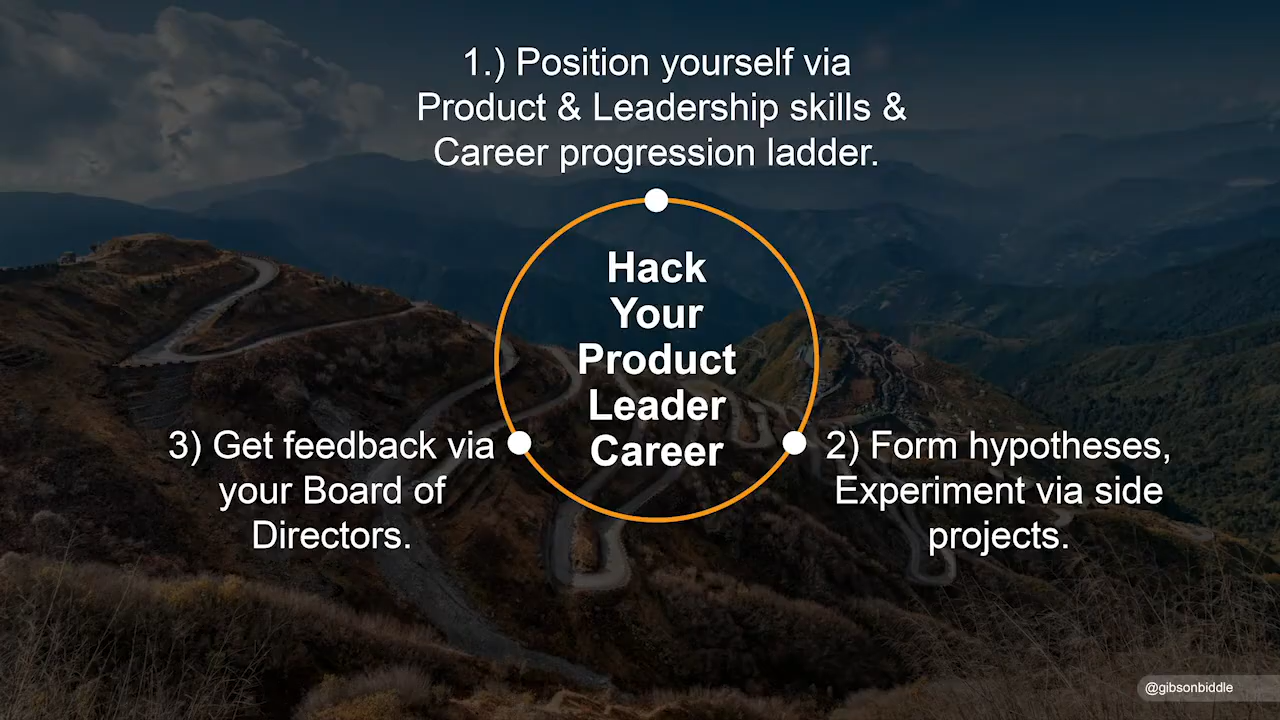 1.) Position yourself via
Product & Leadership skills &
Career progression ladder.
Hack
Your
Product
Leader
Career
2) Form hypotheses,
Experiment via side
projects.
3) Get feedback via
your Board of
Directors.
@gibsonbiddle